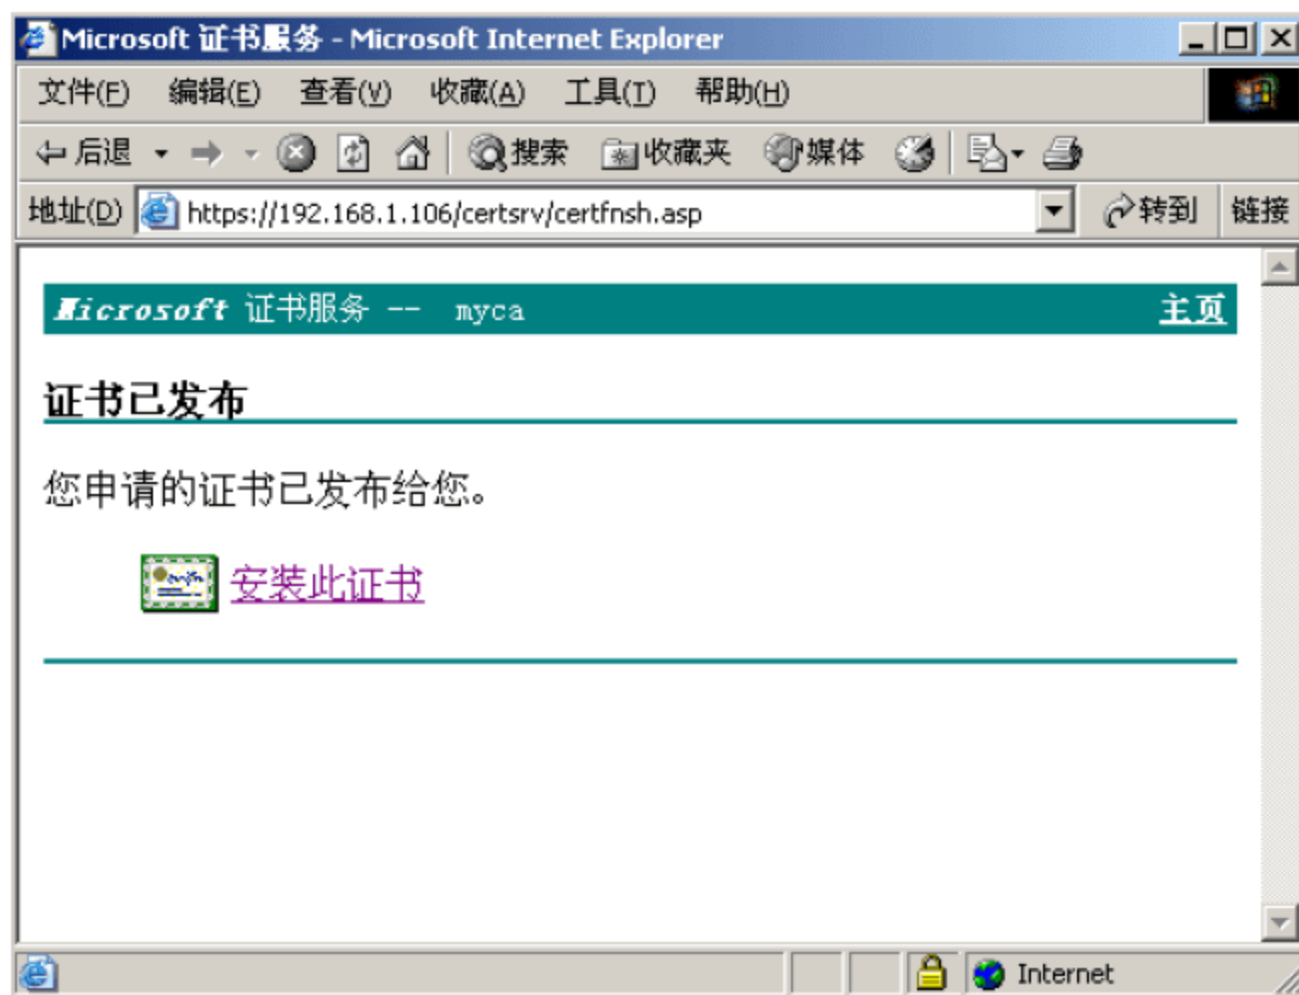 Microsoft 证书服务 - Microsoft Internet Explorer
文件(F) 编辑(E) 查看(V) 收藏(A) 工具(T) 帮助(H)
后退 搜索 收藏夹 媒体
地址(D) https://192.168.1.106/certsrv/certfnsh.asp 转到 链接
Microsoft 证书服务 -- myca 主页
证书已发布
您申请的证书已发布给您。
安装此证书
Internet